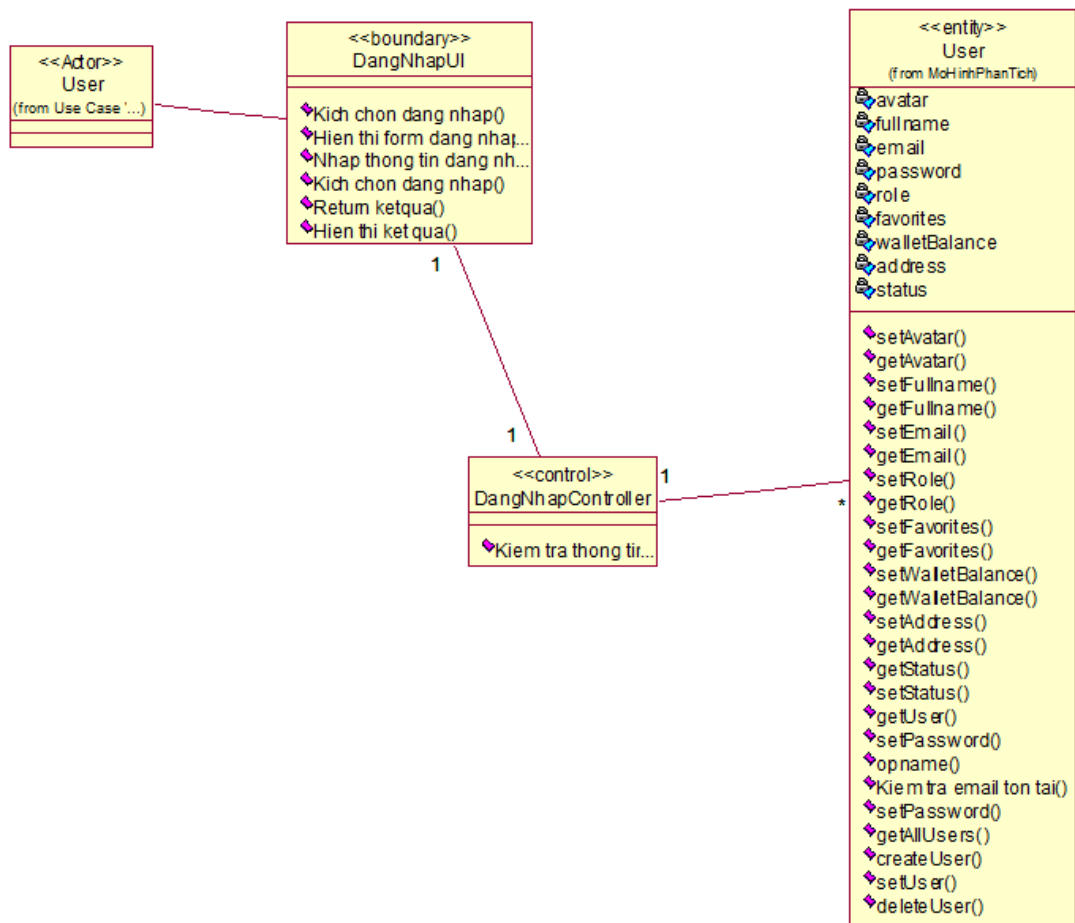 <<Actor>>
User
(from Use Case '...)
<<boundary>>
DangNhapUI
Kich chon dang nhap()
Hien thi form dang nhap...
Nhap thong tin dang nh...
Kich chon dang nhap()
Return ketqua()
Hien thi ket qua()
1
1
<<control>>
DangNhapController
Kiem tra thong tin...
1
*
<<entity>>
User
(from MoHinhPhanTich)
avatar
fullname
email
password
role
favorites
walletBalance
address
status
setAvatar()
getAvatar()
setFullname()
getFullname()
setEmail()
getEmail()
setRole()
getRole()
setFavorites()
getFavorites()
setWalletBalance()
getWalletBalance()
setAddress()
getAddress()
getStatus()
setStatus()
getUser()
setPassword()
opname()
Kiem tra email ton tai()
setPassword()
getAllUsers()
createUser()
setUser()
deleteUser()